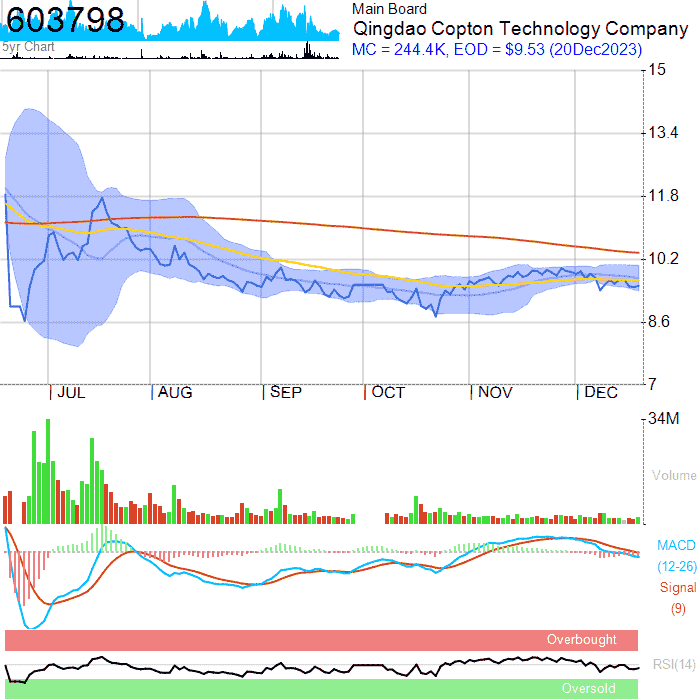 603798
5yr Chart
Main Board
Qingdao Copton Technology Company
MC = 244.4K, EOD = $9.53 (20Dec2023)
15
13.4
11.8
10.2
8.6
7
JUL
AUG
SEP
OCT
NOV
DEC
34M
Volume
MACD
(12-26)
Signal
(9)
Overbought
RSI(14)
Oversold